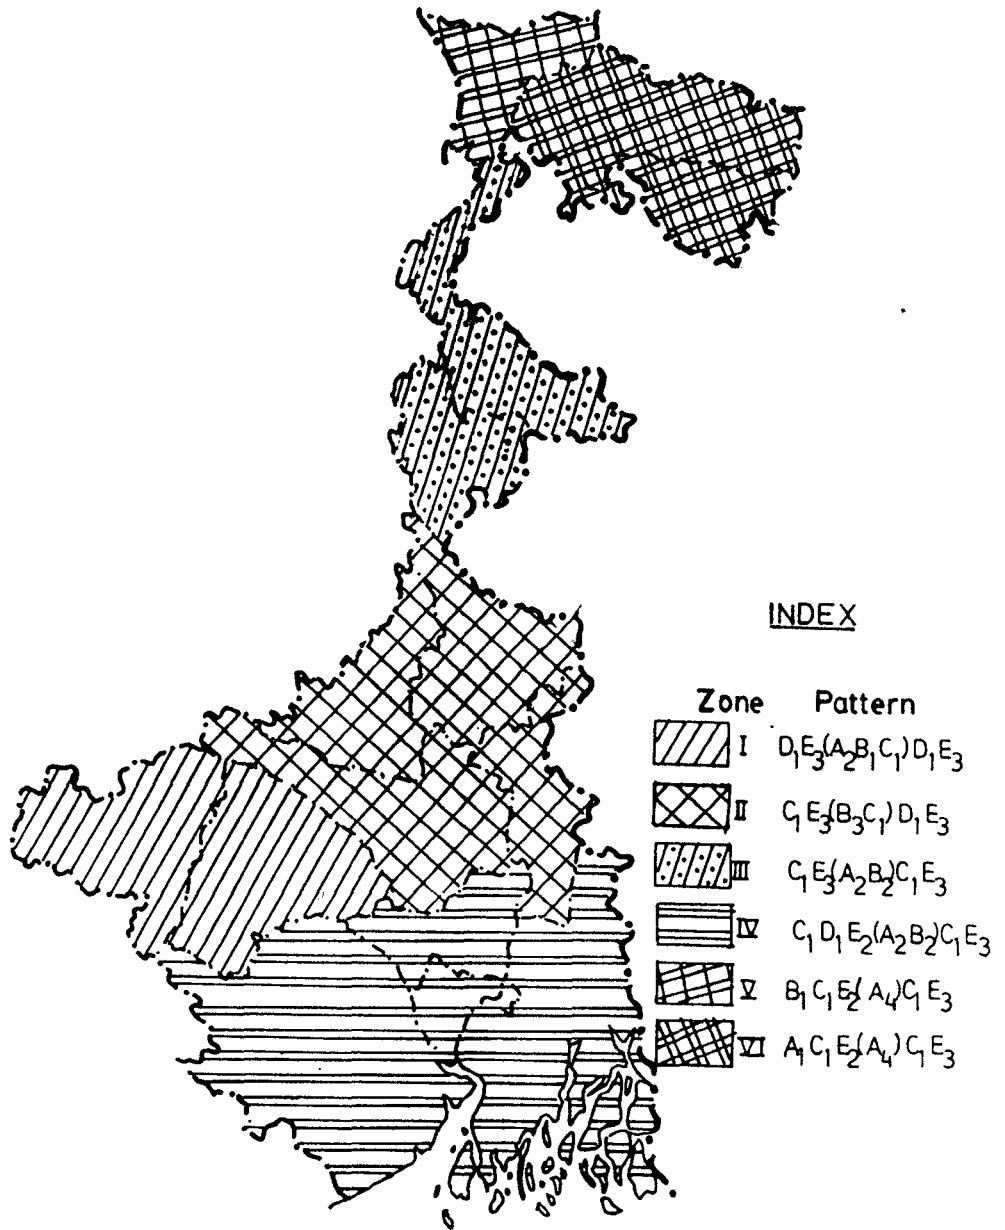 INDEX
Zone Pattern
I D₁E₃(A₂B₁C₁)D₁E₃
II C₁E₃(B₃C₁)D₁E₃
III C₁E₃(A₂B₂)C₁E₃
IV C₁D₁E₂(A₂B₂)C₁E₃
V B₁C₁E₂(A₄)C₁E₃
VI A₁C₁E₂(A₄)C₁E₃